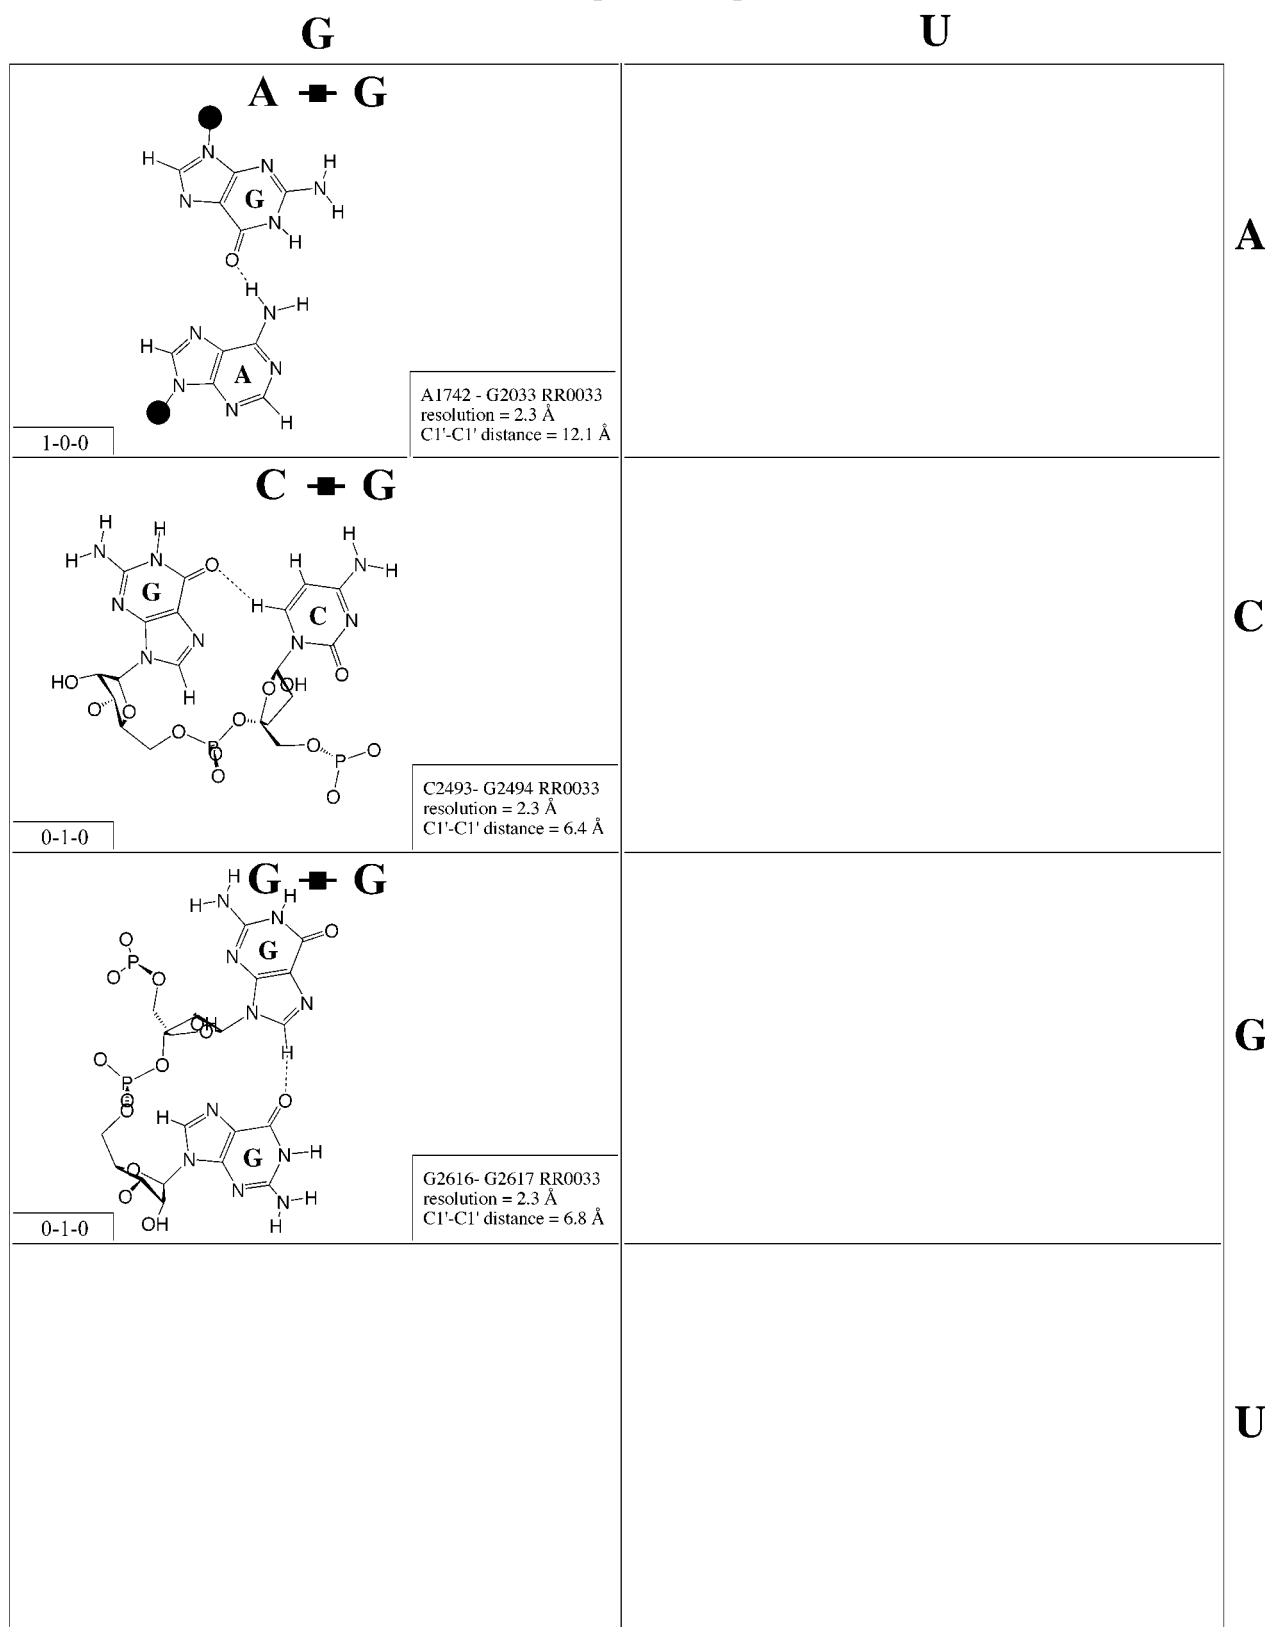 G U
A G
H N N H N H G N N H H O
H N H H N N A N N H
A
A1742 - G2033 RR0033
resolution = 2.3 Å
C1'-C1' distance = 12.1 Å
1-0-0
C G
H H H N N O G N N N H
H H N H H C N N O
HO O O O P O O O OH O P O O
C
C2493- G2494 RR0033
resolution = 2.3 Å
C1'-C1' distance = 6.4 Å
0-1-0
G G
H H N H N O G N N N H
O P O O OH O O O P O O
O H N N G N H N N H H
O O OH
G
G2616- G2617 RR0033
resolution = 2.3 Å
C1'-C1' distance = 6.8 Å
0-1-0
U